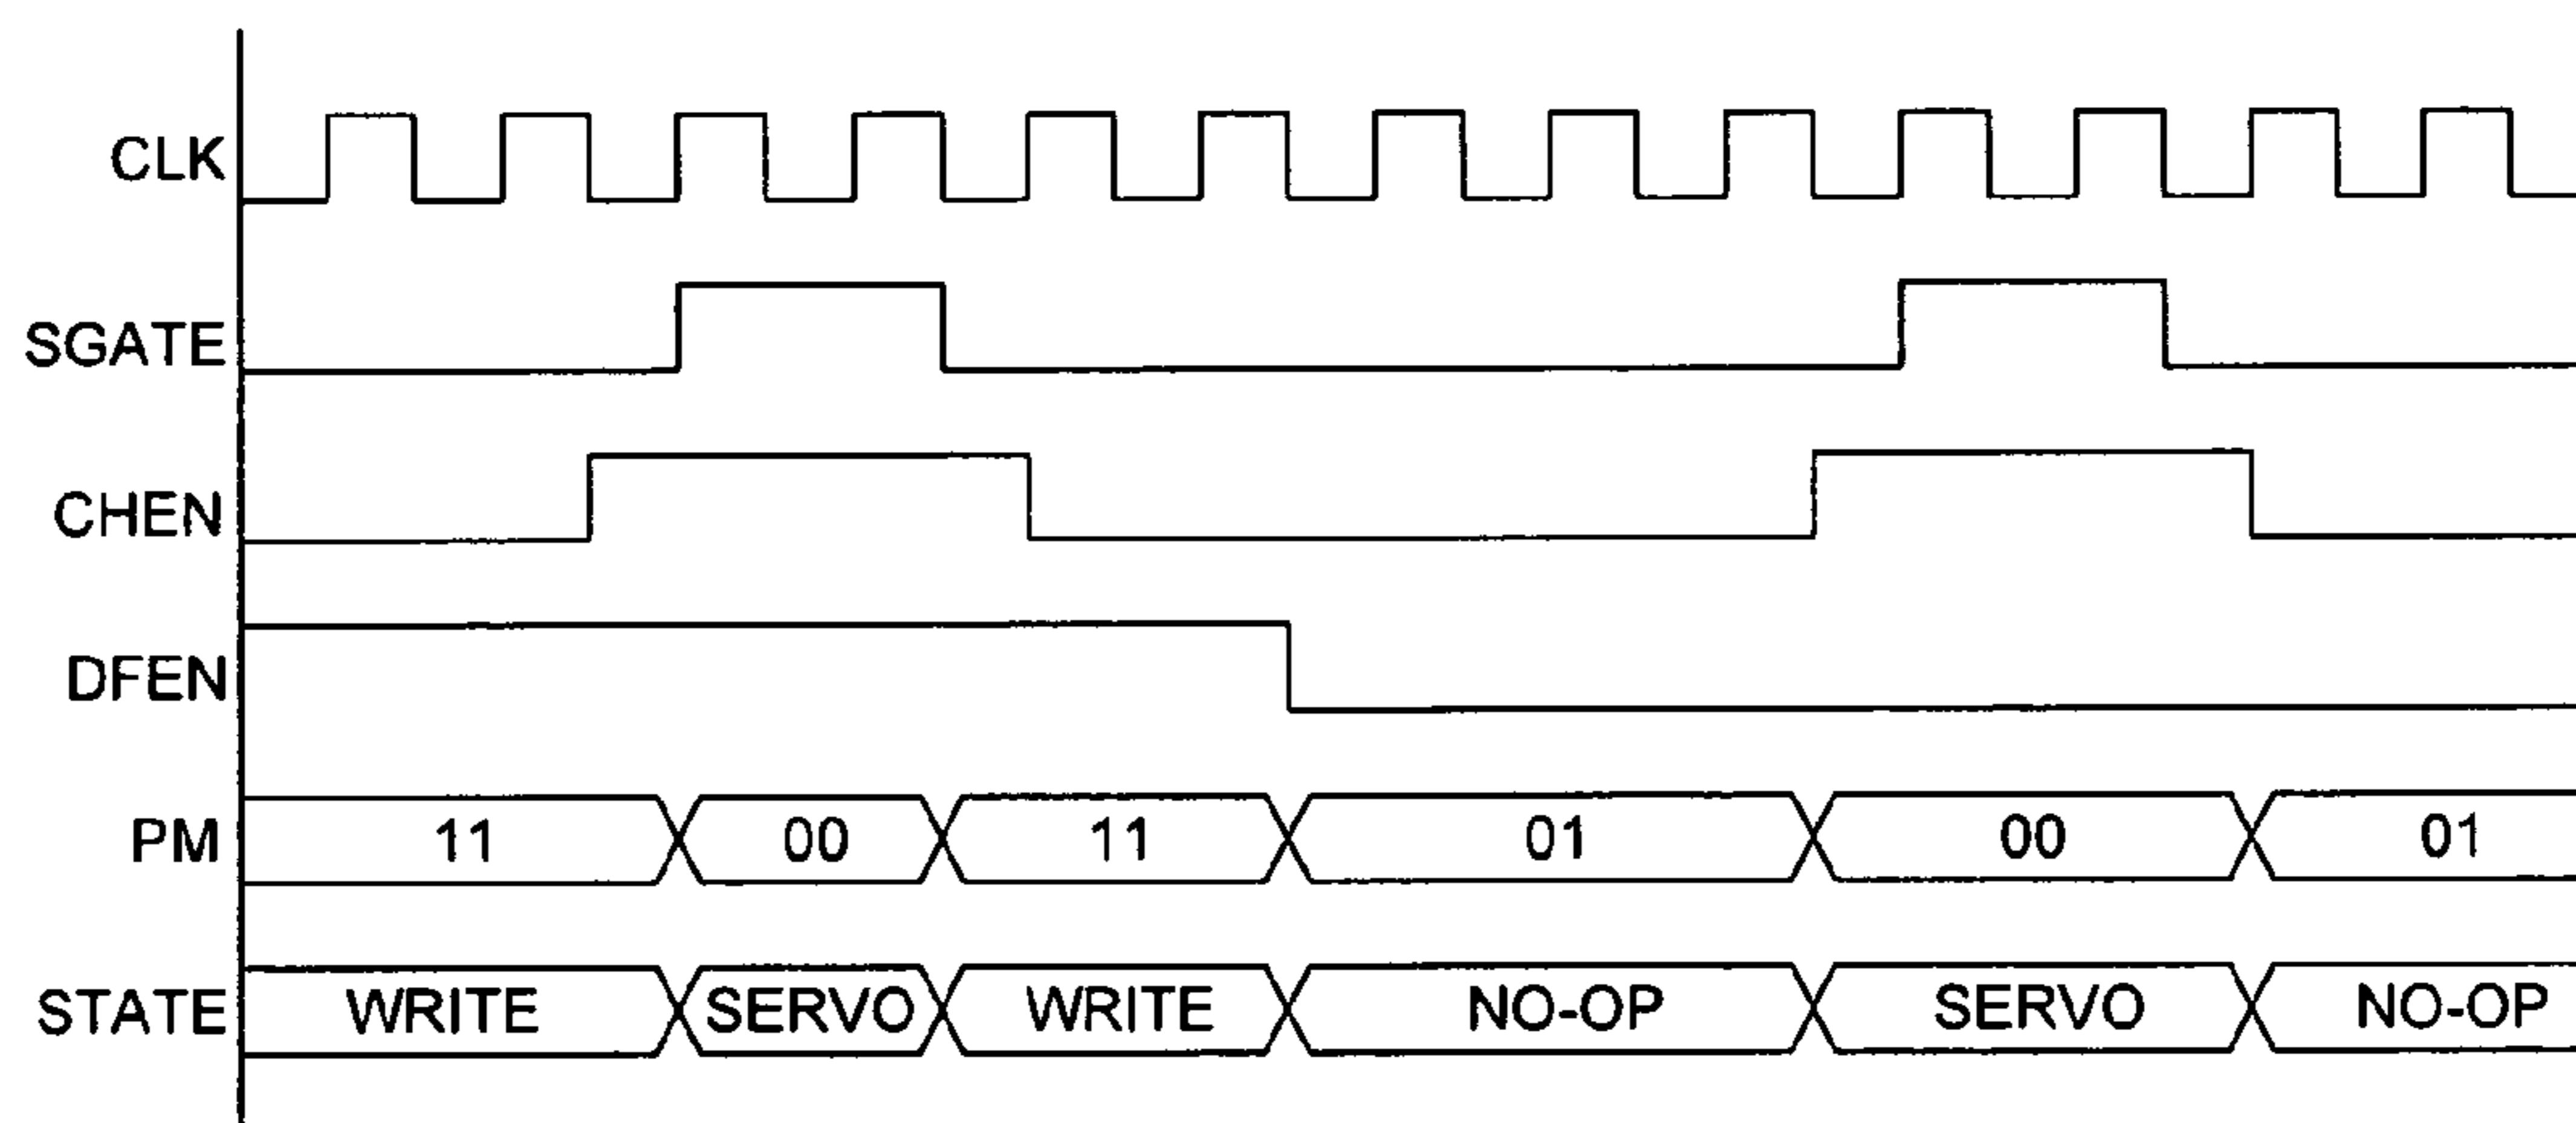 CLK
SGATE
CHEN
DFEN
PM 11 00 11 01 00 01
STATE WRITE SERVO WRITE NO-OP SERVO NO-OP